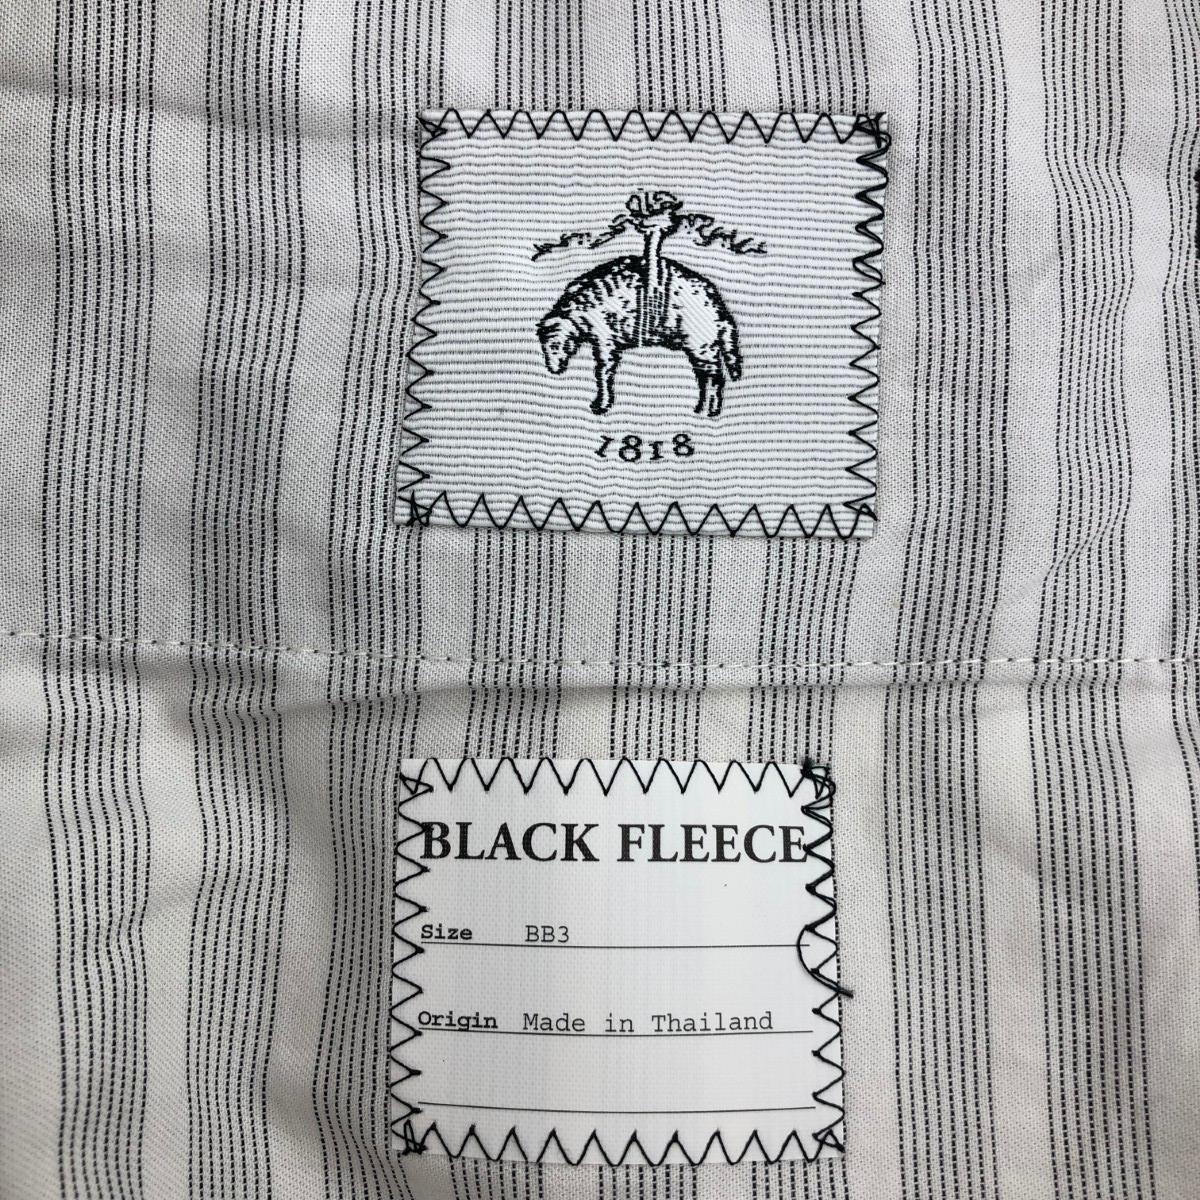 1818
BLACK FLEECE
Size BB3
Origin Made in Thailand